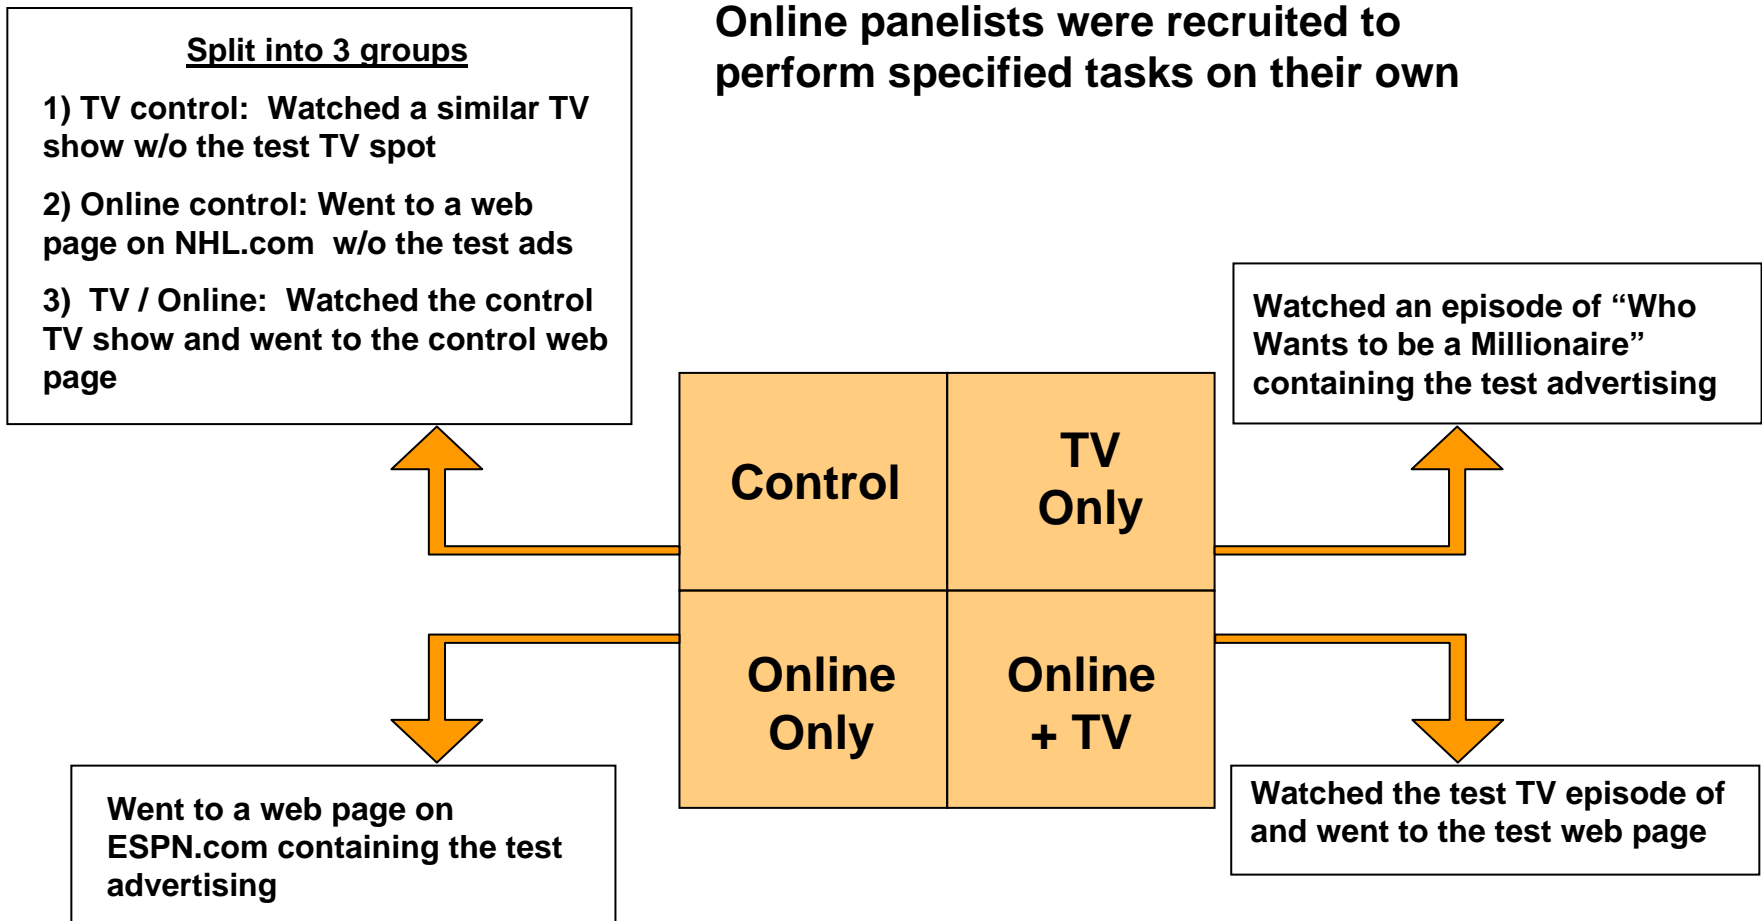 Online panelists were recruited to
perform specified tasks on their own
Split into 3 groups
1) TV control: Watched a similar TV
show w/o the test TV spot
2) Online control: Went to a web
page on NHL.com w/o the test ads
3) TV / Online: Watched the control
TV show and went to the control web
page
Watched an episode of “Who
Wants to be a Millionaire”
containing the test advertising
Control
TV
Only
Online
Only
Online
+ TV
Went to a web page on
ESPN.com containing the test
advertising
Watched the test TV episode of
and went to the test web page